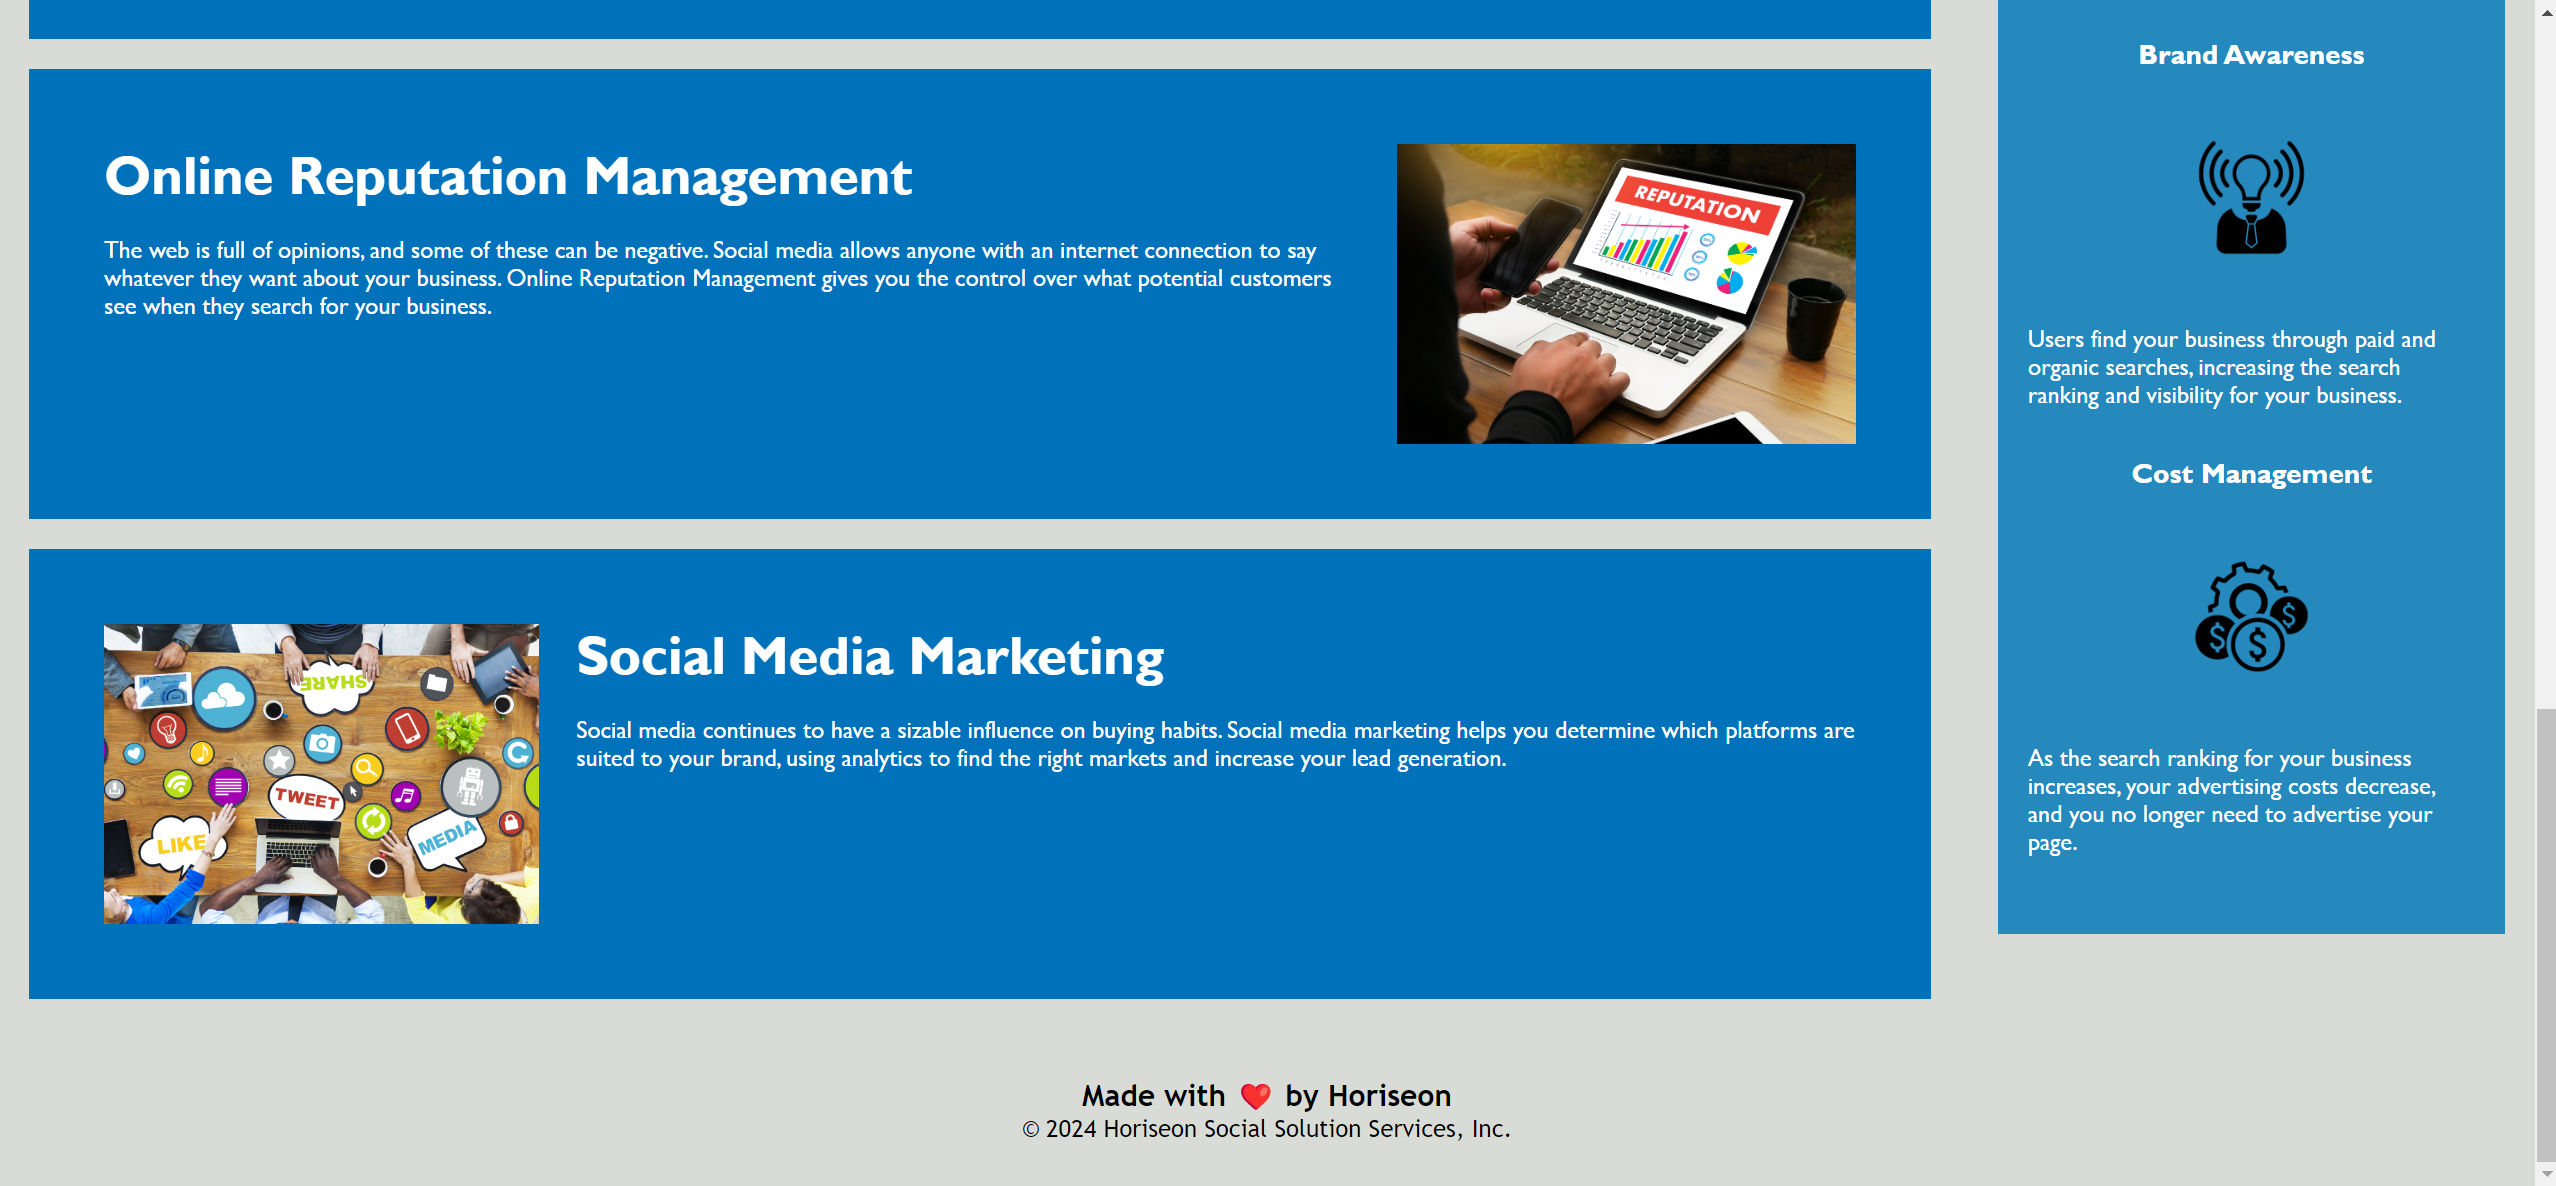 Online Reputation Management
The web is full of opinions, and some of these can be negative. Social media allows anyone with an internet connection to say
whatever they want about your business. Online Reputation Management gives you the control over what potential customers
see when they search for your business.
REPUTATION
Social Media Marketing
Social media continues to have a sizable influence on buying habits. Social media marketing helps you determine which platforms are
suited to your brand, using analytics to find the right markets and increase your lead generation.
SHARE
TWEET
LIKE
MEDIA
Brand Awareness
Users find your business through paid and
organic searches, increasing the search
ranking and visibility for your business.
Cost Management
$ $ $
As the search ranking for your business
increases, your advertising costs decrease,
and you no longer need to advertise your
page.
Made with ❤️ by Horiseon
© 2024 Horiseon Social Solution Services, Inc.